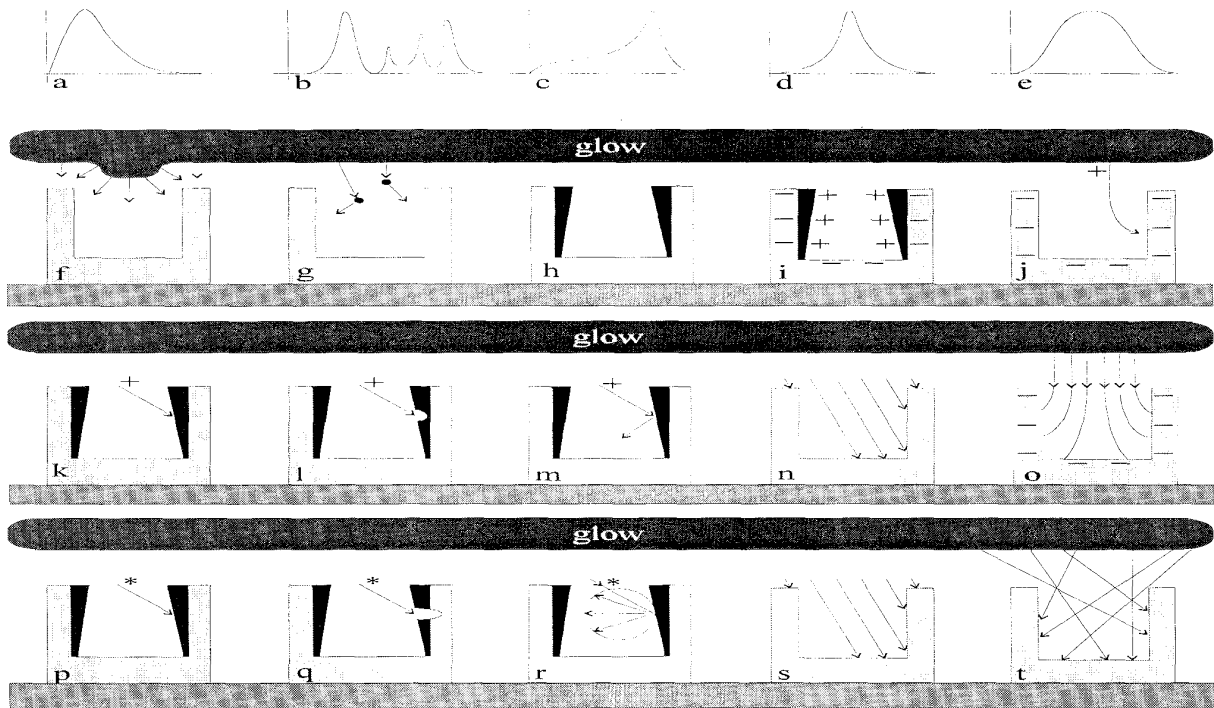 a b c d e
glow
+
f g h i j
+ + + + + +
− − − − − − − −
− − − − − − − −
glow
+ + +
k l m n o
− − − − − − − −
glow
* * *
p q r s t